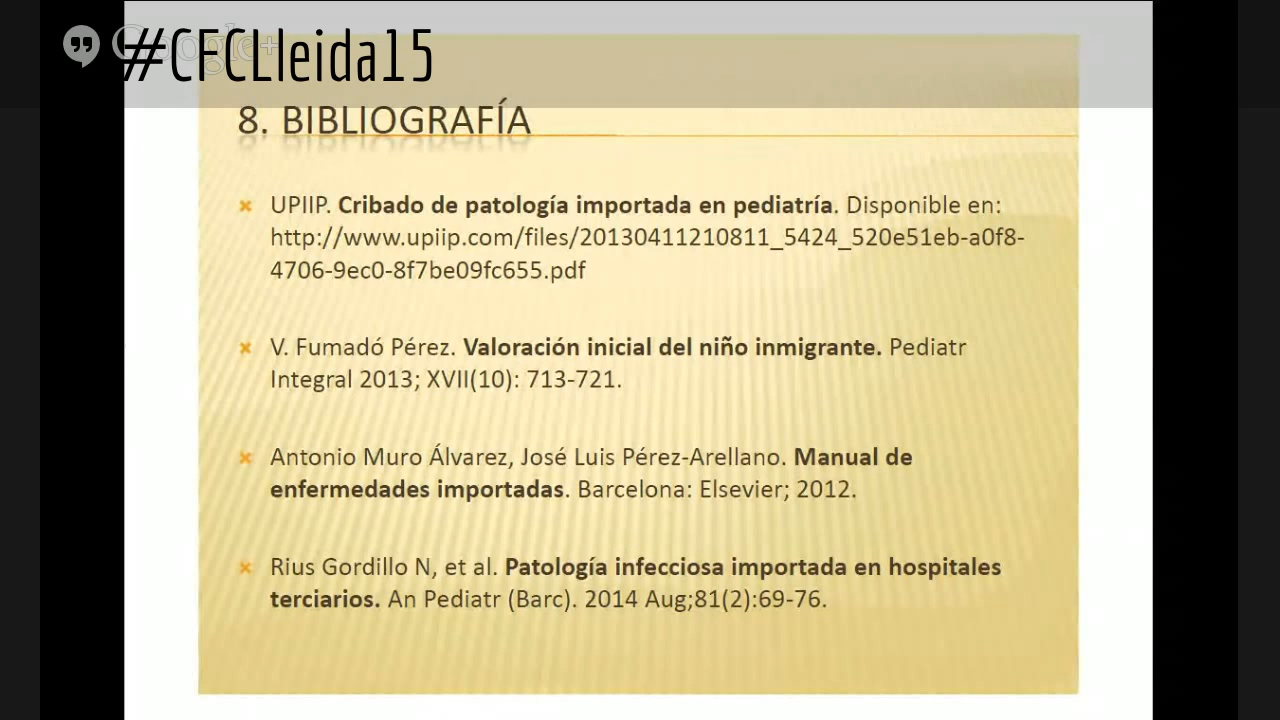 Google+
#CFCLleida15
8. BIBLIOGRAFÍA
UPIIP. Cribado de patología importada en pediatría. Disponible en:
http://www.upiip.com/files/20130411210811_5424_520e51eb-a0f8-
4706-9ec0-8f7be09fc655.pdf
V. Fumadó Pérez. Valoración inicial del niño inmigrante. Pediatr
Integral 2013; XVII(10): 713-721.
Antonio Muro Álvarez, José Luis Pérez-Arellano. Manual de
enfermedades importadas. Barcelona: Elsevier; 2012.
Rius Gordillo N, et al. Patología infecciosa importada en hospitales
terciarios. An Pediatr (Barc). 2014 Aug;81(2):69-76.